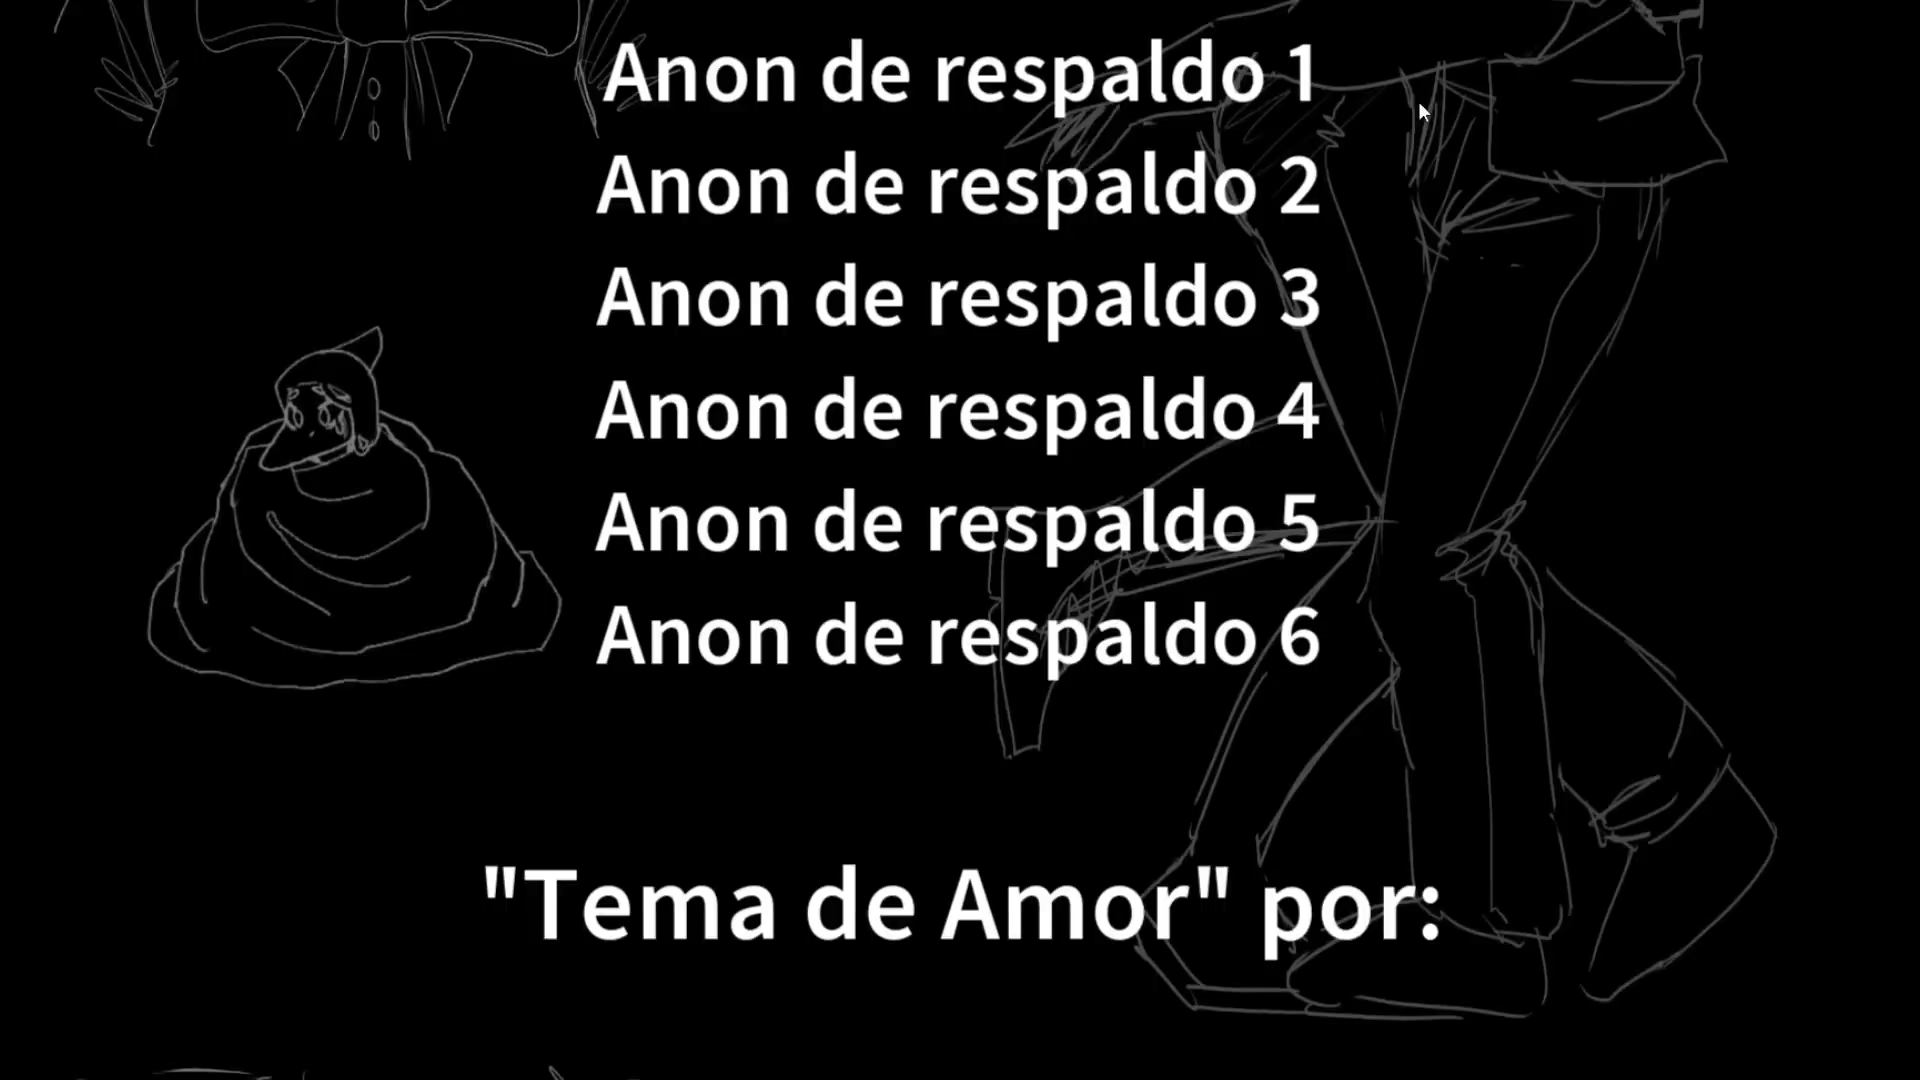 Anon de respaldo 1
Anon de respaldo 2
Anon de respaldo 3
Anon de respaldo 4
Anon de respaldo 5
Anon de respaldo 6
"Tema de Amor" por: